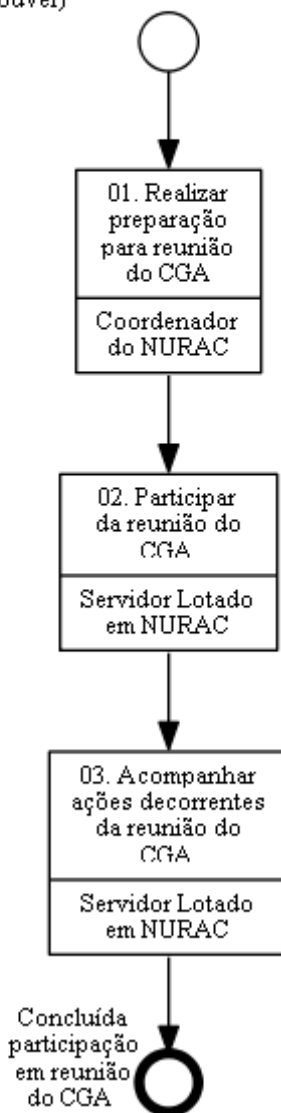 01. Realizar
preparação
para reunião
do CGA
Coordenador
do NURAC
02. Participar
da reunião do
CGA
Servidor Lotado
em NURAC
03. Acompanhar
ações decorrentes
da reunião do
CGA
Servidor Lotado
em NURAC
Concluída
participação
em reunião
do CGA